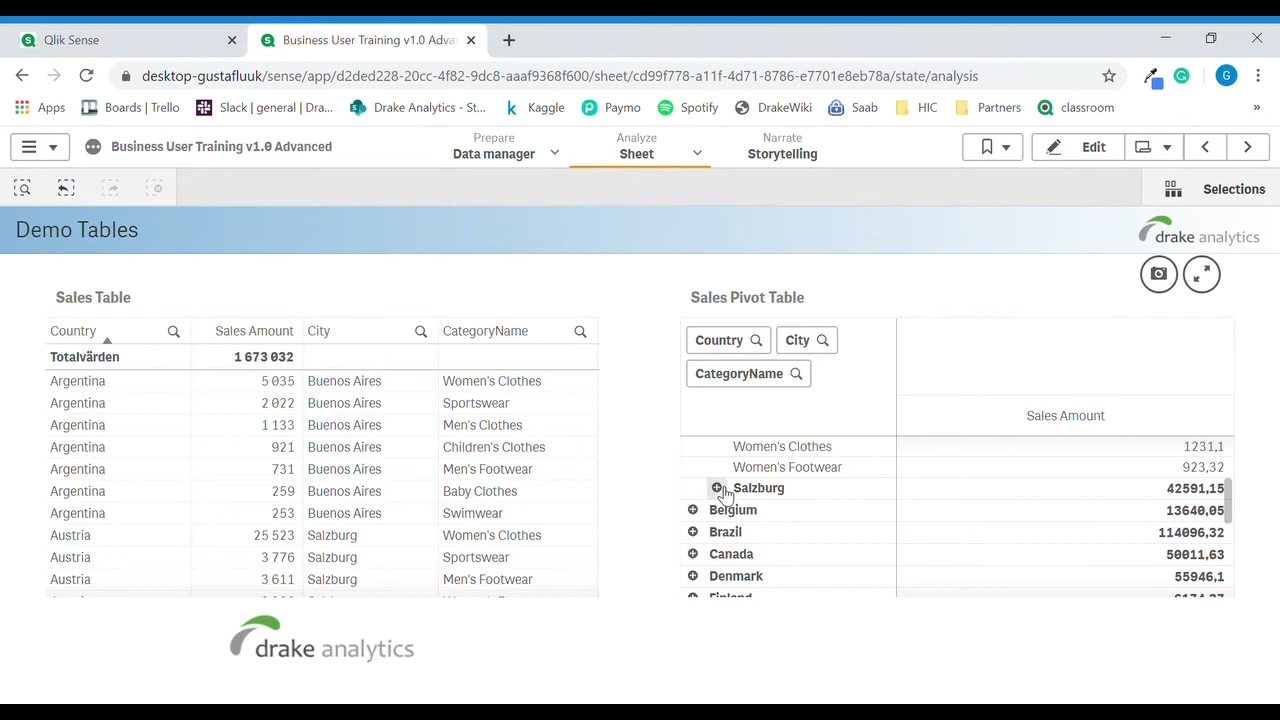 Qlik Sense
Business User Training v1.0 Adva
desktop-gustafluuk/sense/app/d2ded228-20cc-4f82-9dc8-aaaf9368f600/sheet/cd99f778-a11f-4d71-8786-e7701e8eb78a/state/analysis
G
Apps Boards | Trello Slack | general | Dra... Drake Analytics - St... Kaggle Paymo Spotify DrakeWiki Saab HIC Partners classroom »
Business User Training v1.0 Advanced
Prepare
Data manager
Analyze
Sheet
Narrate
Storytelling
Edit
Selections
Demo Tables
drake analytics
Sales Table
Country Sales Amount City CategoryName
Totalvärden 1 673 032
Argentina 5 035 Buenos Aires Women's Clothes
Argentina 2 022 Buenos Aires Sportswear
Argentina 1 133 Buenos Aires Men's Clothes
Argentina 921 Buenos Aires Children's Clothes
Argentina 731 Buenos Aires Men's Footwear
Argentina 259 Buenos Aires Baby Clothes
Argentina 253 Buenos Aires Swimwear
Austria 25 523 Salzburg Women's Clothes
Austria 3 776 Salzburg Sportswear
Austria 3 611 Salzburg Men's Footwear
Sales Pivot Table
Country City
CategoryName
Sales Amount
Women's Clothes 1231,1
Women's Footwear 923,32
Salzburg 42591,15
Belgium 13640,05
Brazil 114096,32
Canada 50011,63
Denmark 55946,1
drake analytics